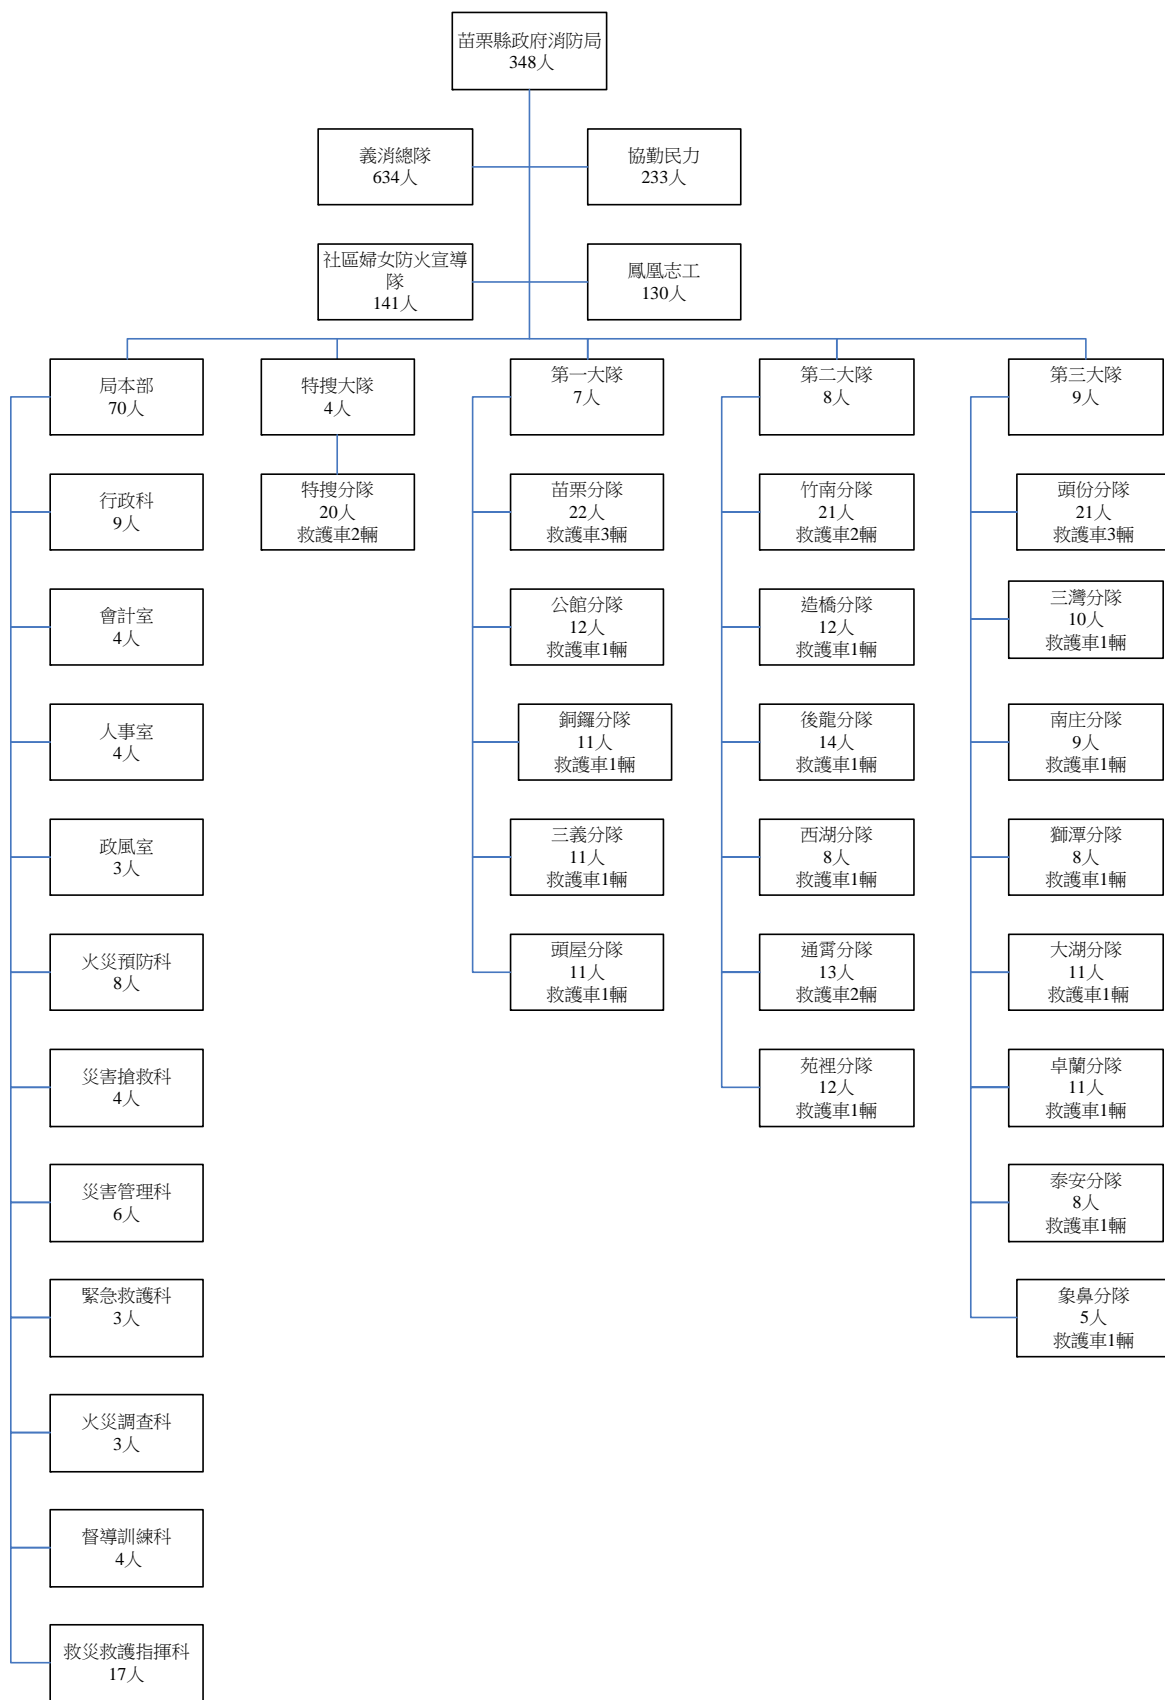 苗栗縣政府消防局
348人
義消總隊
634人
協勤民力
233人
社區婦女防火宣導
隊
141人
鳳凰志工
130人
局本部
70人
特搜大隊
4人
第一大隊
7人
第二大隊
8人
第三大隊
9人
行政科
9人
會計室
4人
人事室
4人
政風室
3人
火災預防科
8人
災害搶救科
4人
災害管理科
6人
緊急救護科
3人
火災調查科
3人
督導訓練科
4人
救災救護指揮科
17人
特搜分隊
20人
救護車2輛
苗栗分隊
22人
救護車3輛
公館分隊
12人
救護車1輛
銅鑼分隊
11人
救護車1輛
三義分隊
11人
救護車1輛
頭屋分隊
11人
救護車1輛
竹南分隊
21人
救護車2輛
造橋分隊
12人
救護車1輛
後龍分隊
14人
救護車1輛
西湖分隊
8人
救護車1輛
通霄分隊
13人
救護車2輛
苑裡分隊
12人
救護車1輛
頭份分隊
21人
救護車3輛
三灣分隊
10人
救護車1輛
南庄分隊
9人
救護車1輛
獅潭分隊
8人
救護車1輛
大湖分隊
11人
救護車1輛
卓蘭分隊
11人
救護車1輛
泰安分隊
8人
救護車1輛
象鼻分隊
5人
救護車1輛